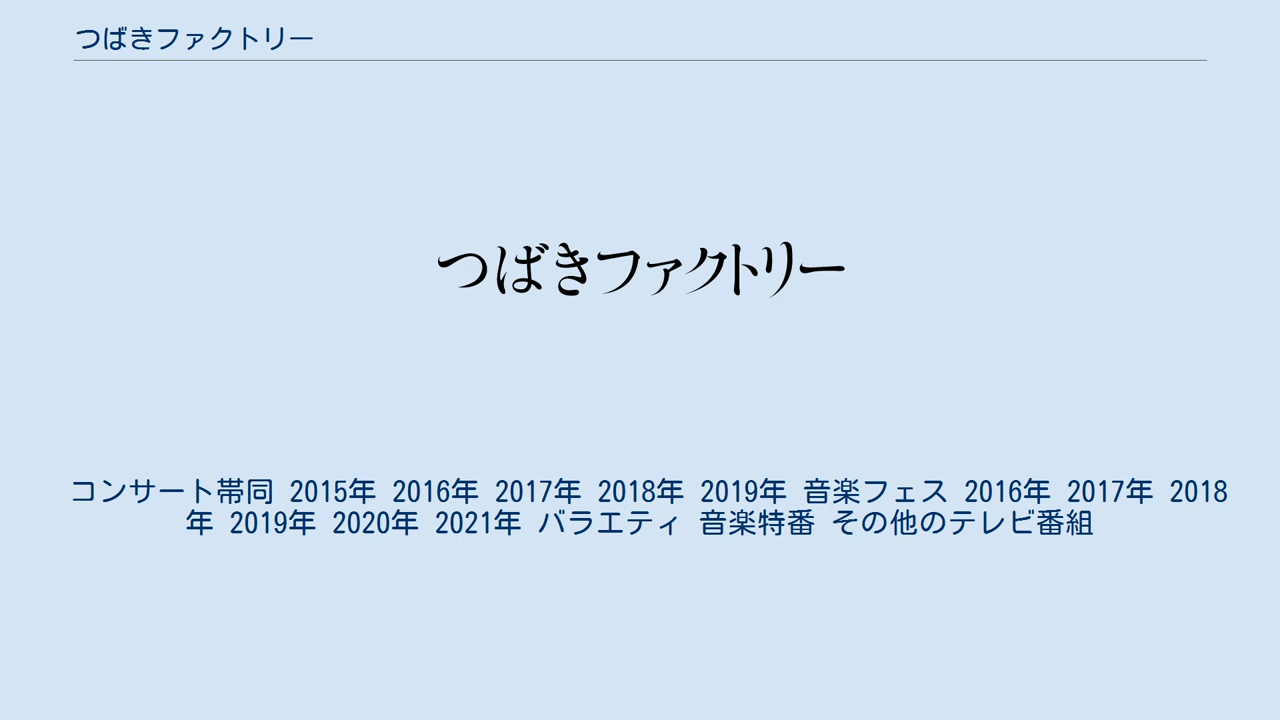 つばきファクトリー
つばきファクトリー
コンサート帯同 2015年 2016年 2017年 2018年 2019年 音楽フェス 2016年 2017年 2018
年 2019年 2020年 2021年 バラエティ 音楽特番 その他のテレビ番組